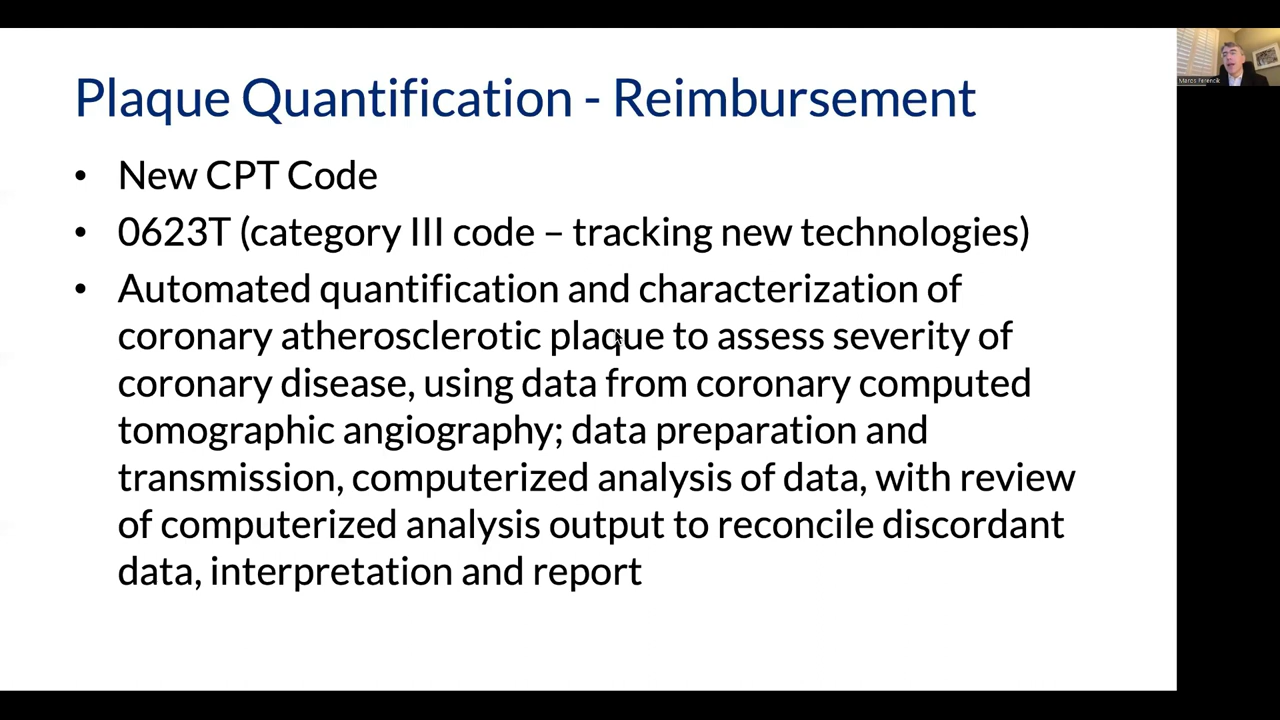 Plaque Quantification - Reimbursement
• New CPT Code
• 0623T (category III code – tracking new technologies)
• Automated quantification and characterization of
coronary atherosclerotic plaque to assess severity of
coronary disease, using data from coronary computed
tomographic angiography; data preparation and
transmission, computerized analysis of data, with review
of computerized analysis output to reconcile discordant
data, interpretation and report